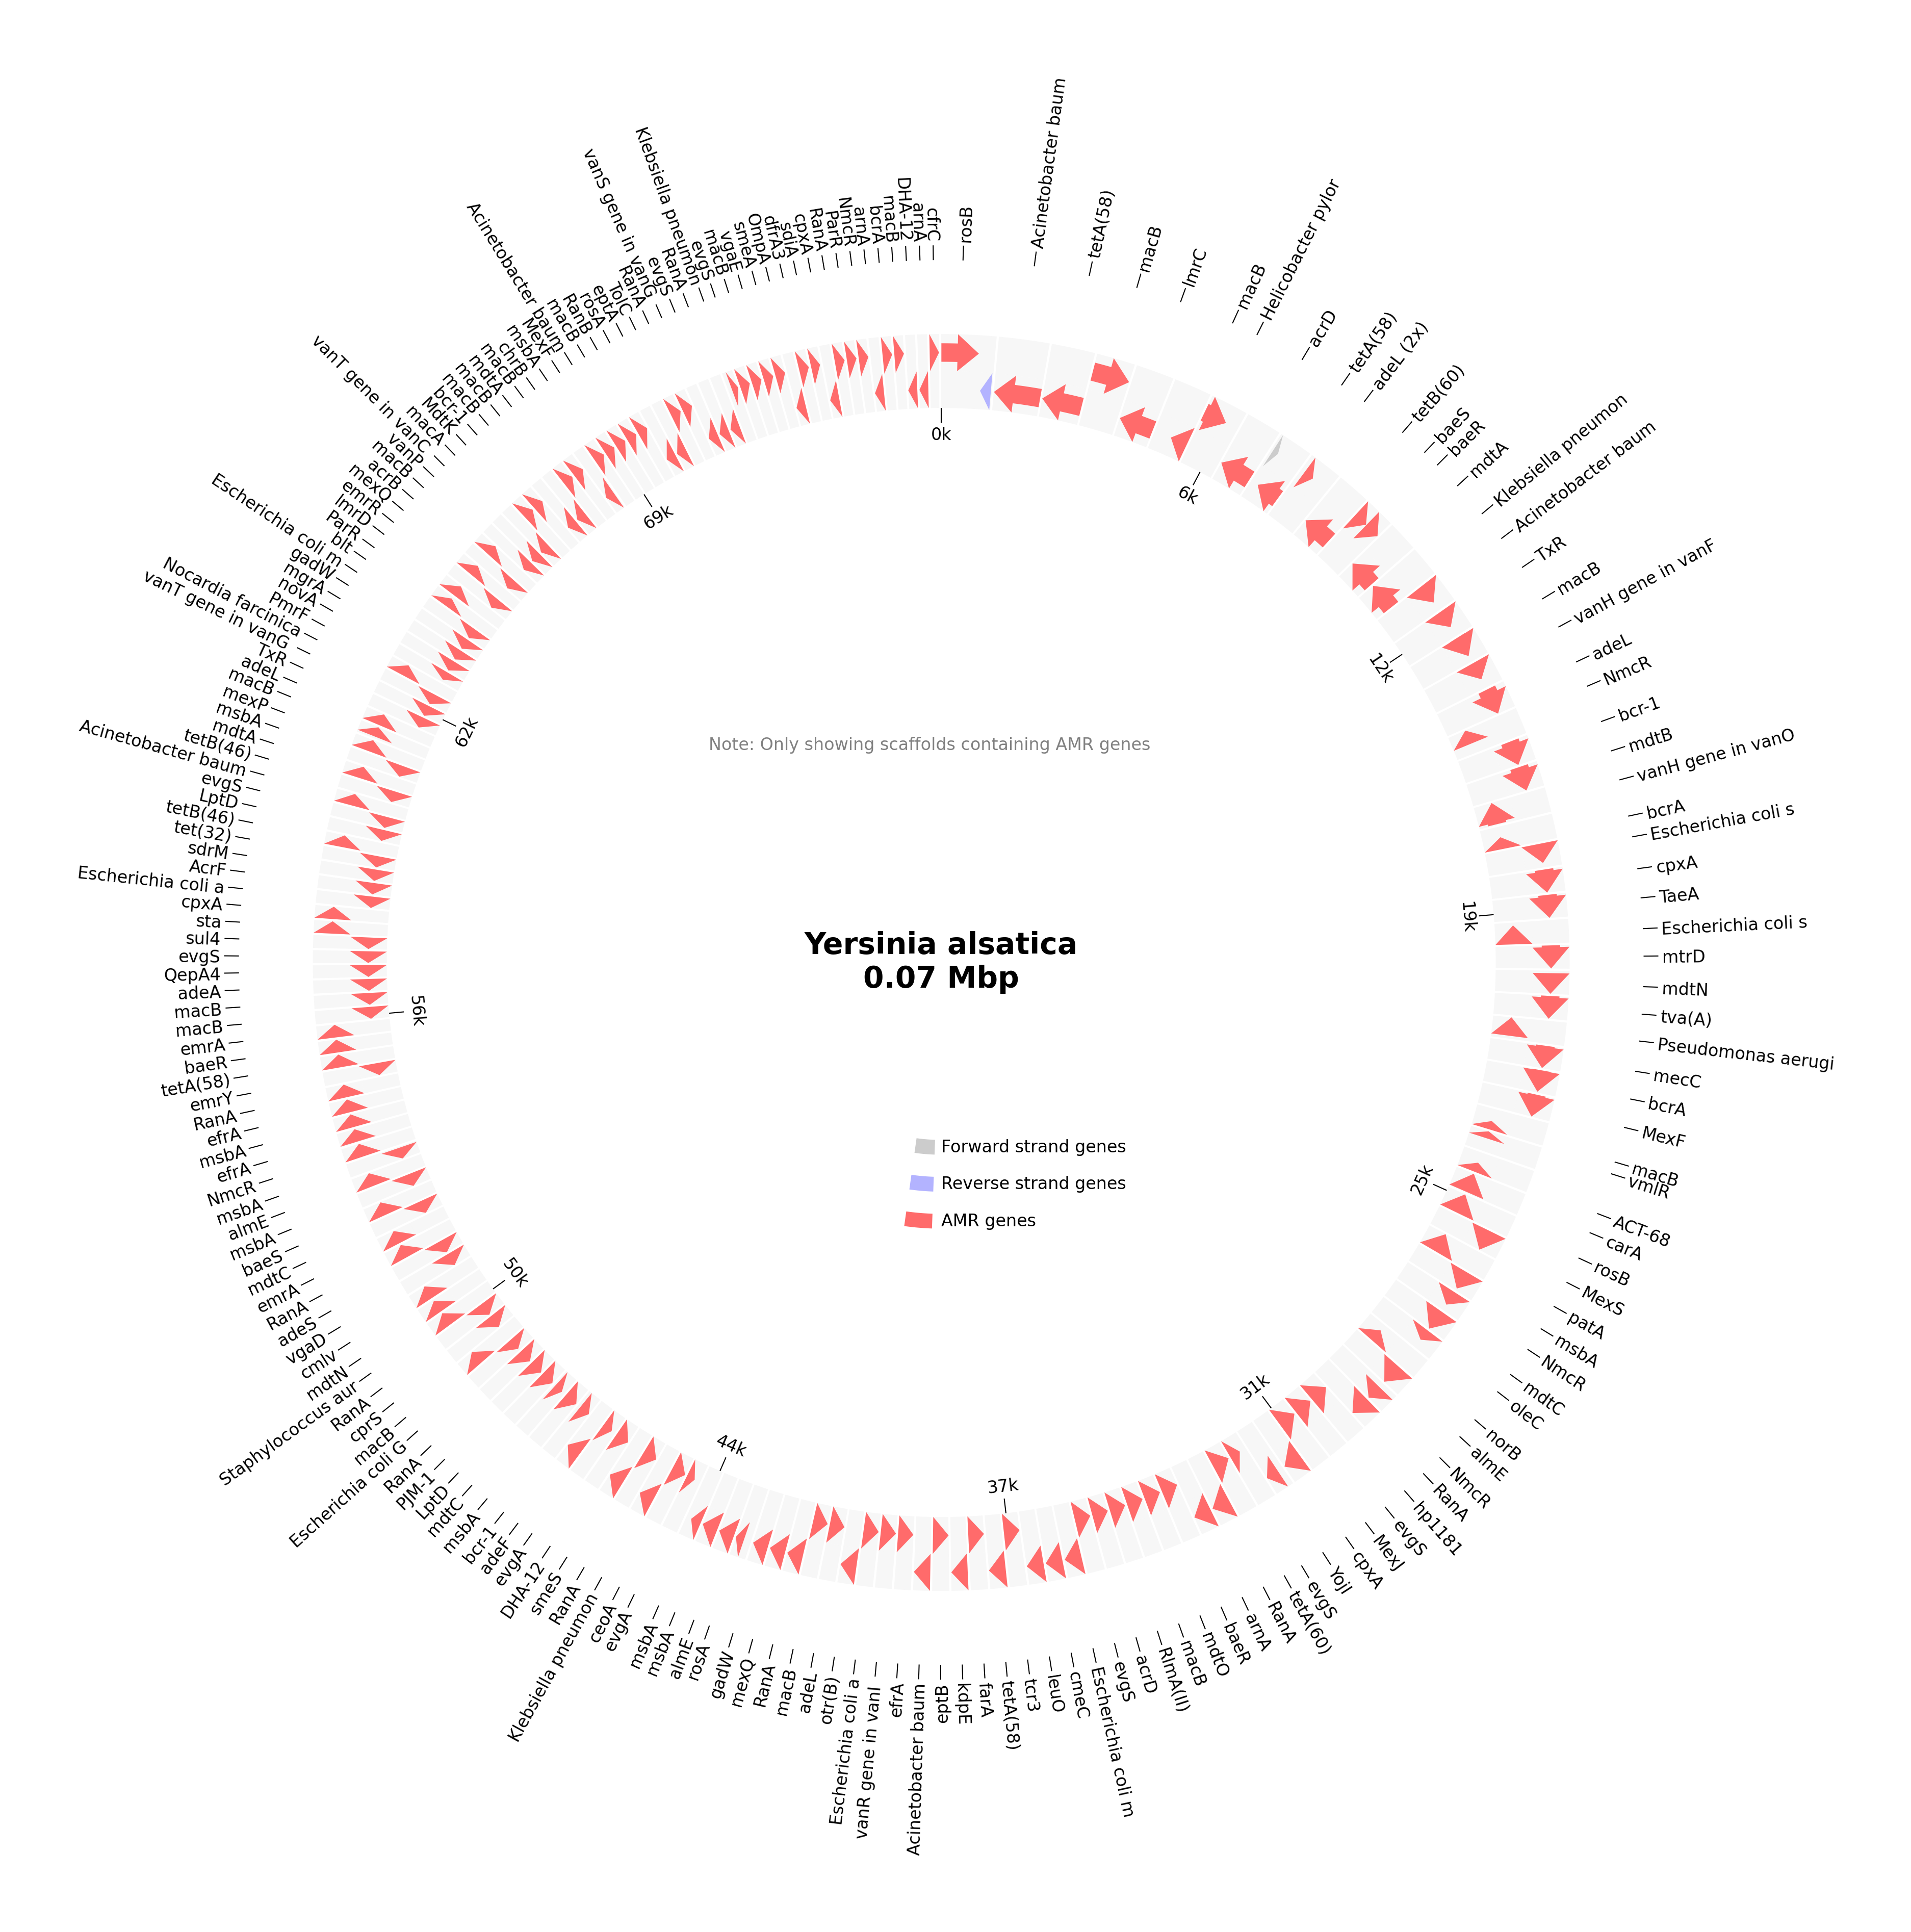 rosB
Acinetobacter baum
tetA(58)
macB
lmrC
macB
Helicobacter pylor
acrD
tetA(58)
adeL (2x)
tetB(60)
baeS
baeR
mdtA
Klebsiella pneumon
Acinetobacter baum
TxR
macB
vanH gene in vanF
adeL
NmcR
bcr-1
mdtB
vanH gene in vanO
bcrA
Escherichia coli s
cpxA
TaeA
Escherichia coli s
mtrD
mdtN
tva(A)
Pseudomonas aerugi
mecC
bcrA
MexF
macB
vmlR
ACT-68
carA
rosB
MexS
patA
msbA
NmcR
mdtC
oleC
norB
almE
NmcR
RanA
hp1181
evgS
MexJ
cpxA
YojI
evgS
tetA(60)
RanA
arnA
baeR
mdtO
macB
RlmA(II)
acrD
evgS
Escherichia coli m
cmeC
leuO
tcr3
tetA(58)
farA
kdpE
eptB
Acinetobacter baum
efrA
vanR gene in vanI
Escherichia coli a
otr(B)
adeL
macB
RanA
mexQ
gadW
rosA
almE
msbA
msbA
evgA
ceoA
Klebsiella pneumon
RanA
smeS
DHA-12
evgA
adeF
bcr-1
msbA
mdtC
LptD
PJM-1
RanA
Escherichia coli G
macB
cprS
RanA
Staphylococcus aur
mdtN
cmlv
vgaD
adeS
RanA
emrA
mdtC
baeS
msbA
almE
msbA
NmcR
efrA
msbA
efrA
RanA
emrY
tetA(58)
baeR
emrA
macB
macB
adeA
QepA4
evgS
sul4
sta
cpxA
Escherichia coli a
AcrF
sdrM
tet(32)
tetB(46)
LptD
evgS
Acinetobacter baum
tetB(46)
mdtA
msbA
mexP
macB
adeL
TxR
vanT gene in vanG
Nocardia farcinica
PmrF
novA
mgrA
gadW
Escherichia coli m
blt
ParR
lmrD
emrR
mexQ
acrB
macB
vanP
vanT gene in vanC
macA
MdtK
bcr-1
macB
macB
mdtA
macB
chrB
msbA
MexF
Acinetobacter baum
macB
RanB
rosA
eptA
TolC
RanA
vanS gene in vanG
evgS
RanA
Klebsiella pneumon
evgS
macB
vgaE
smeA
OmpA
dfrA3
sdiA
cpxA
RanA
ParR
NmcR
arnA
bcrA
macB
DHA-12
arnA
cfrC
0k
6k
12k
19k
25k
31k
37k
44k
50k
56k
62k
69k
Note: Only showing scaffolds containing AMR genes
Yersinia alsatica
0.07 Mbp
Forward strand genes
Reverse strand genes
AMR genes